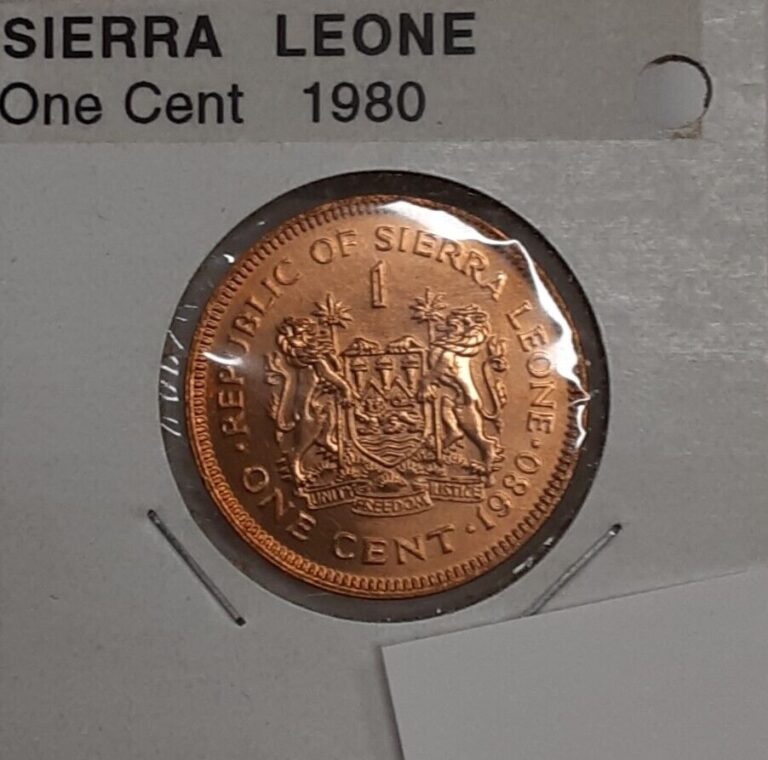 SIERRA LEONE
One Cent 1980
REPUBLIC OF SIERRA LEONE
1
UNITY FREEDOM JUSTICE
· ONE CENT · 1980 ·